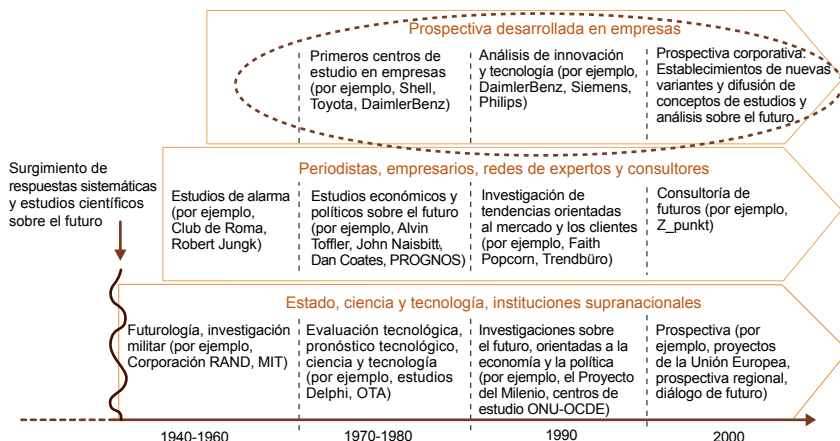 Prospectiva desarrollada en empresas
Primeros centros de
estudio en empresas
(por ejemplo, Shell,
Toyota, DaimlerBenz)
Análisis de innovación
y tecnología (por ejemplo,
DaimlerBenz, Siemens,
Philips)
Prospectiva corporativa:
Establecimientos de nuevas
variantes y difusión de
conceptos de estudios y
análisis sobre el futuro.
Surgimiento de
respuestas sistemáticas
y estudios científicos
sobre el futuro
Periodistas, empresarios, redes de expertos y consultores
Estudios de alarma
(por ejemplo,
Club de Roma,
Robert Jungk)
Estudios económicos y
políticos sobre el futuro
(por ejemplo, Alvin
Toffler, John Naisbitt,
Dan Coates, PROGNOS)
Investigación de
tendencias orientadas
al mercado y los clientes
(por ejemplo, Faith
Popcorn, Trendbüro)
Consultoría de
futuros (por ejemplo,
Z_punkt)
Estado, ciencia y tecnología, instituciones supranacionales
Futurología, investigación
militar (por ejemplo,
Corporación RAND, MIT)
Evaluación tecnológica,
pronóstico tecnológico,
ciencia y tecnología
(por ejemplo, estudios
Delphi, OTA)
Investigaciones sobre
el futuro, orientadas a la
economía y la política
(por ejemplo, el Proyecto
del Milenio, centros de
estudio ONU-OCDE)
Prospectiva (por
ejemplo, proyectos
de la Unión Europea,
prospectiva regional,
diálogo de futuro)
1940-1960
1970-1980
1990
2000